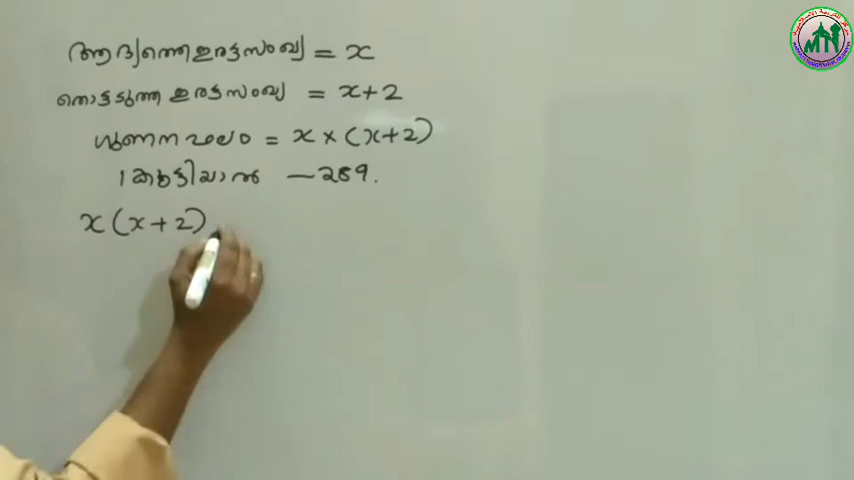 ആദ്യത്തെ ഇരട്ടസംഖ്യ = x
തൊട്ടടുത്ത ഇരട്ടസംഖ്യ = x+2
ഗുണനഫലം = x × (x+2)
1 കൂട്ടിയാൽ — 289.
x(x+2)